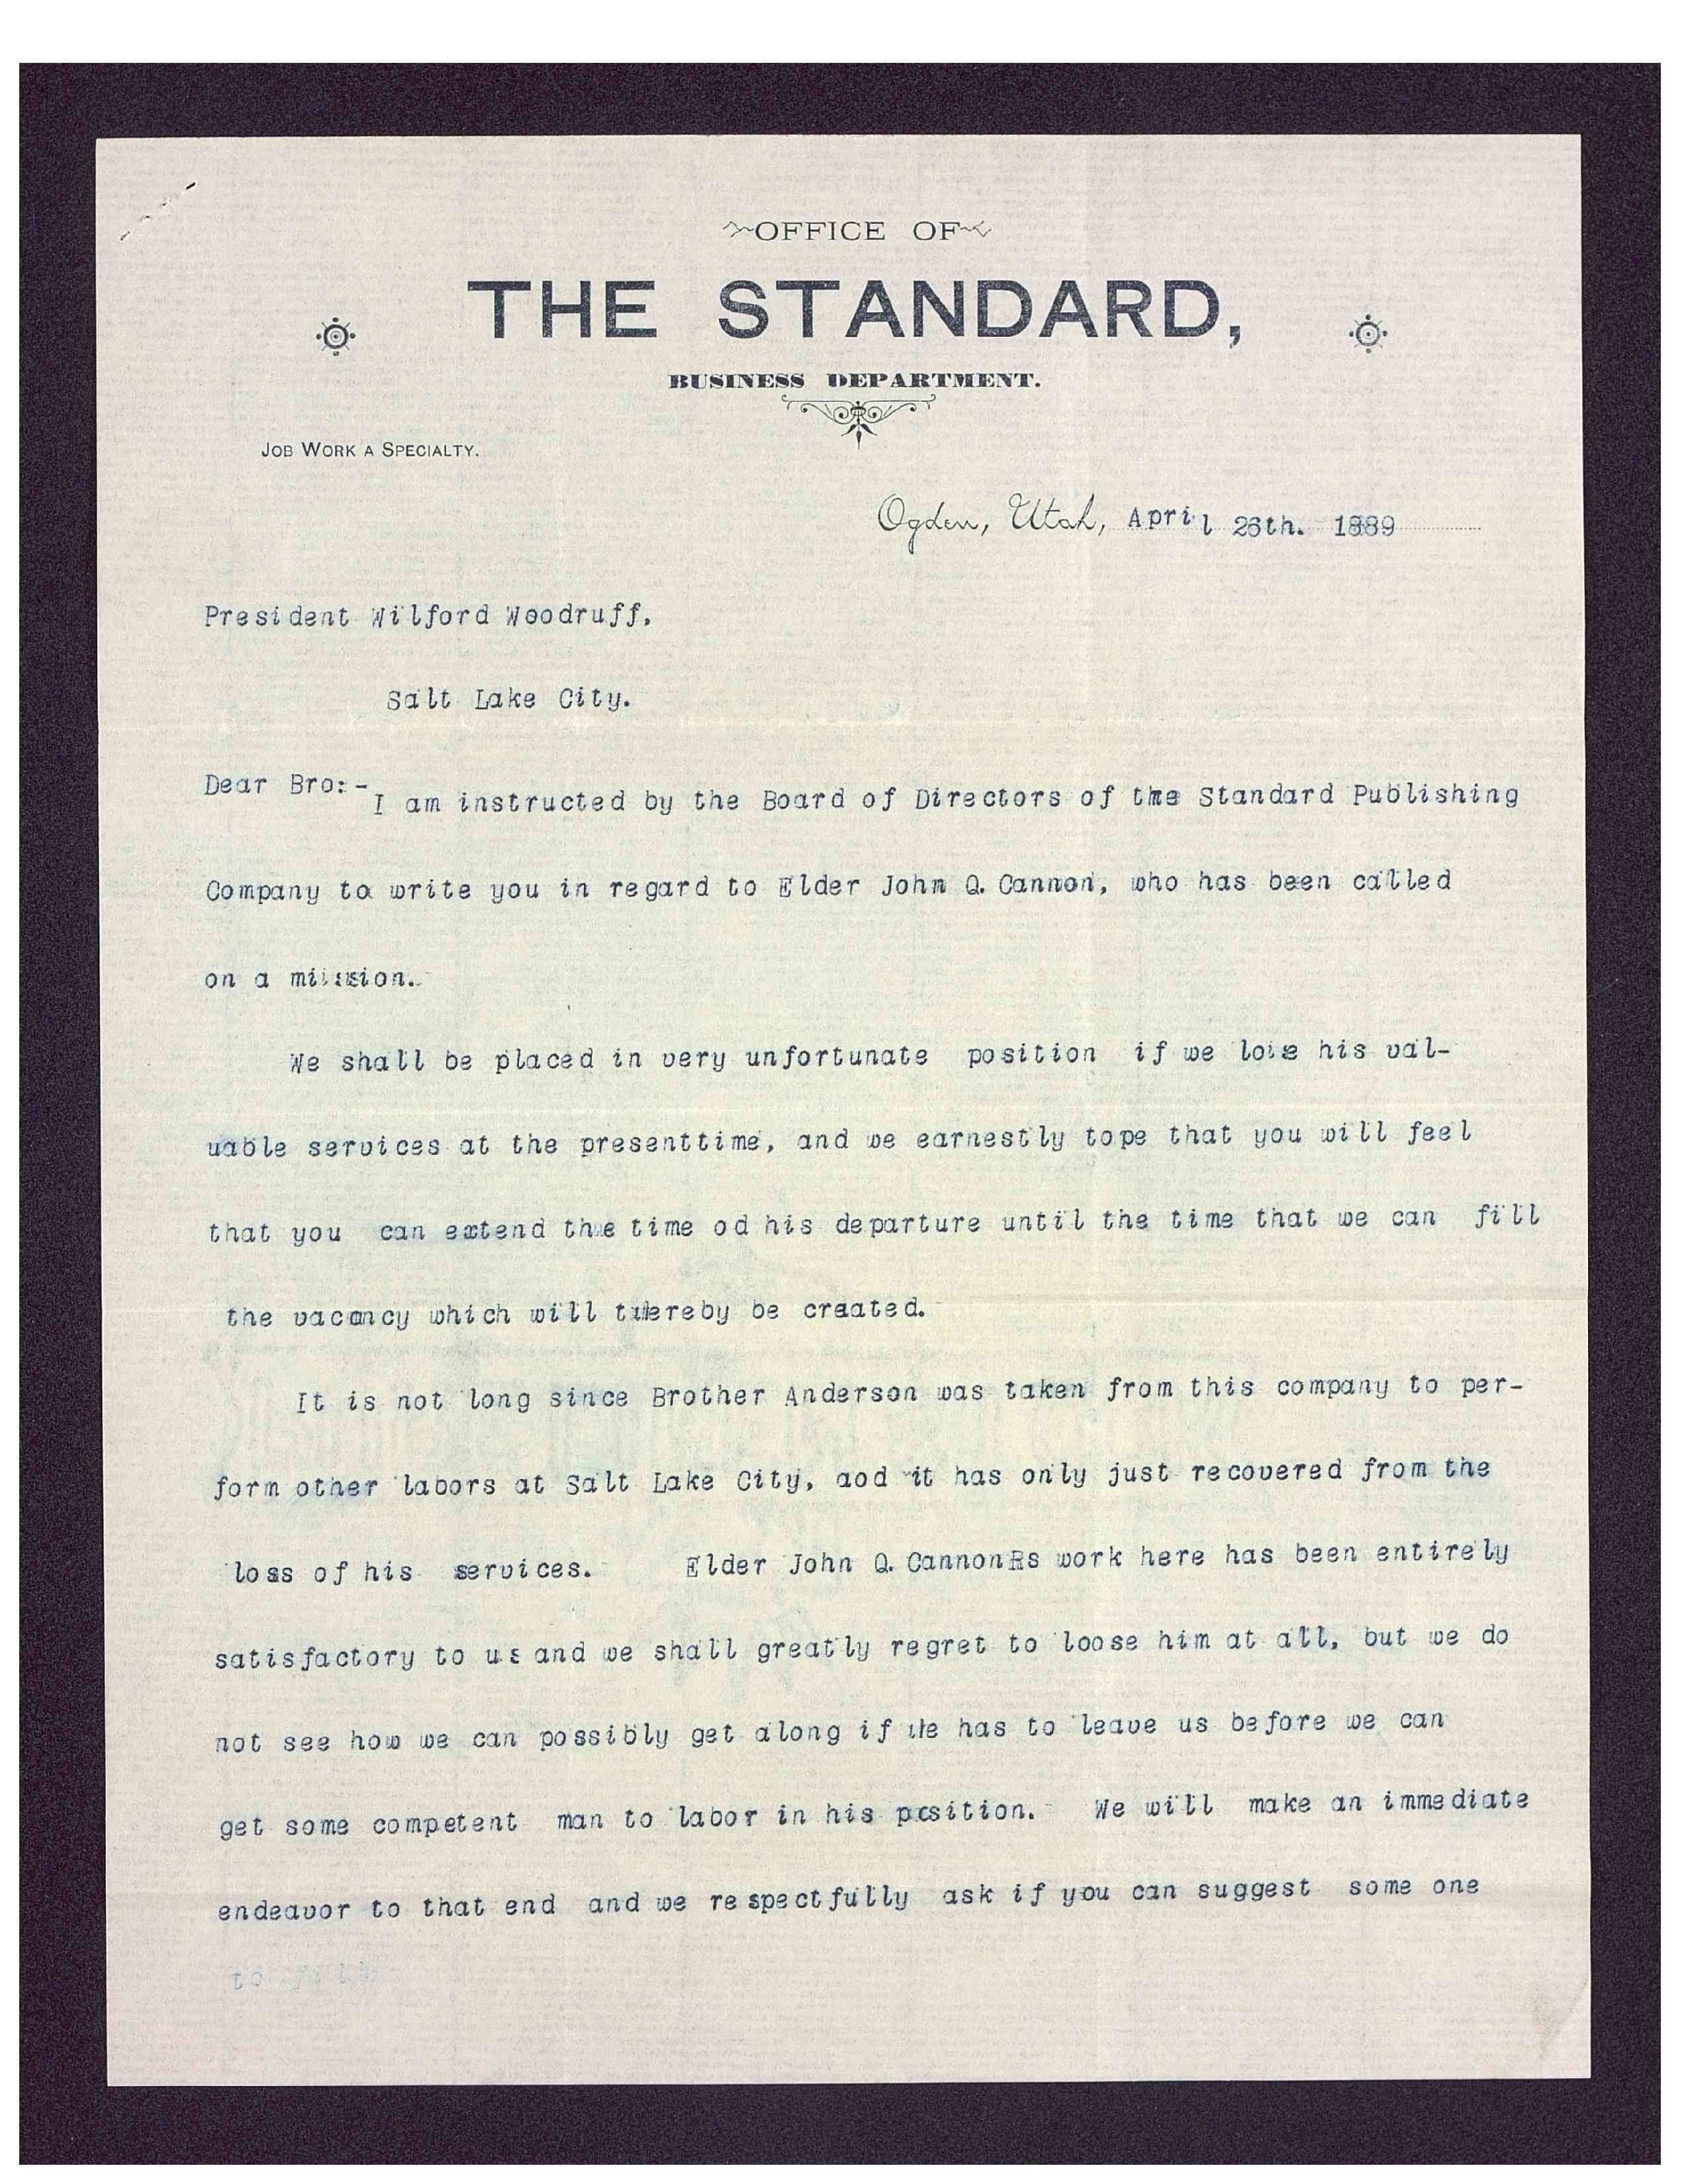 OFFICE OF
THE STANDARD,
BUSINESS DEPARTMENT.
JOB WORK A SPECIALTY.
Ogden, Utah, April 26th. 1889
President Wilford Woodruff,
Salt Lake City.
Dear Bro:-
I am instructed by the Board of Directors of the Standard Publishing
Company to write you in regard to Elder John Q. Cannon, who has been called
on a mission.
We shall be placed in very unfortunate position if we lose his val-
uable services at the presenttime, and we earnestly tope that you will feel
that you can extend the time od his departure until the time that we can fill
the vacancy which will thereby be created.
It is not long since Brother Anderson was taken from this company to per-
form other labors at Salt Lake City, aod it has only just recovered from the
loss of his services. Elder John Q. CannonRs work here has been entirely
satisfactory to us and we shall greatly regret to loose him at all, but we do
not see how we can possibly get along if he has to leave us before we can
get some competent man to labor in his position. We will make an immediate
endeavor to that end and we respectfully ask if you can suggest some one
to fill